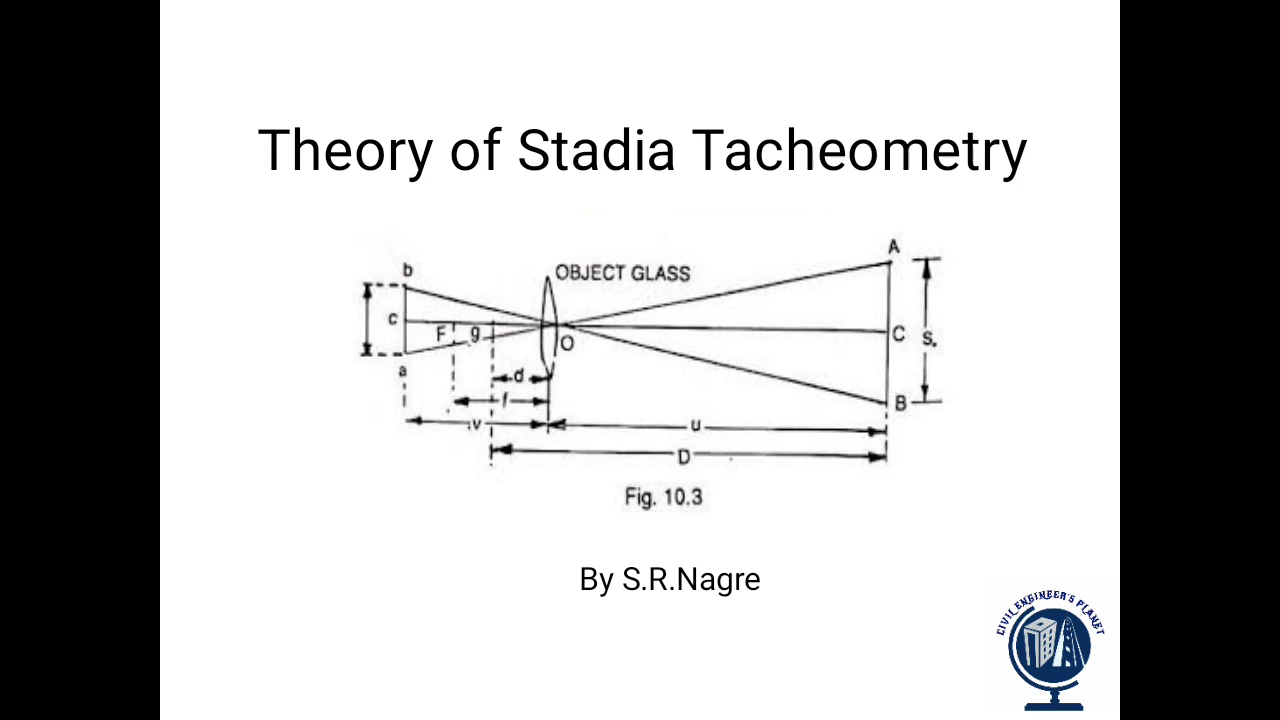 Theory of Stadia Tacheometry
A
b
OBJECT GLASS
c
F
g
O
C
S.
a
d
f
B
v
u
D
Fig. 10.3
By S.R.Nagre
CIVIL ENGINEER'S PLANET